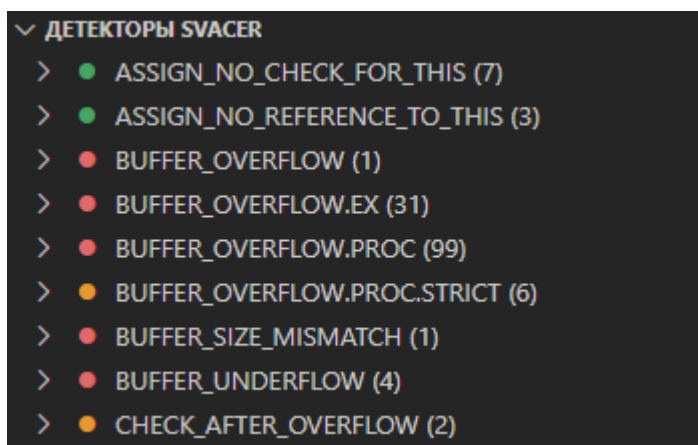 ДЕТЕКТОРЫ SVACER
ASSIGN_NO_CHECK_FOR_THIS (7)
ASSIGN_NO_REFERENCE_TO_THIS (3)
BUFFER_OVERFLOW (1)
BUFFER_OVERFLOW.EX (31)
BUFFER_OVERFLOW.PROC (99)
BUFFER_OVERFLOW.PROC.STRICT (6)
BUFFER_SIZE_MISMATCH (1)
BUFFER_UNDERFLOW (4)
CHECK_AFTER_OVERFLOW (2)